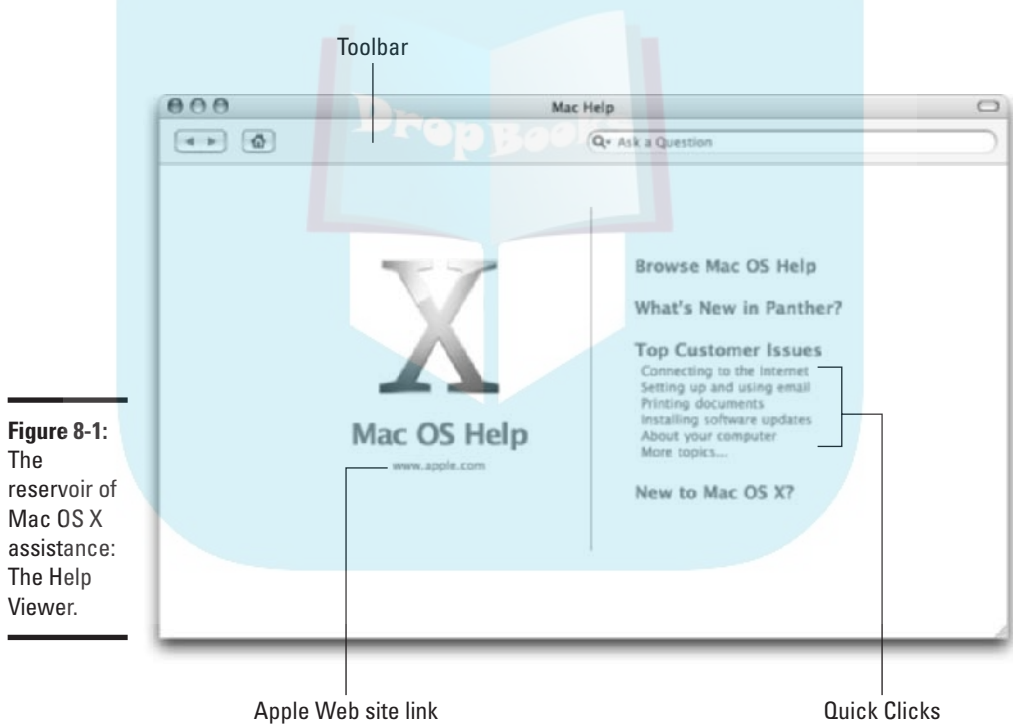 Toolbar
Mac Help
Ask a Question
Drop Books
X
Mac OS Help
www.apple.com
Browse Mac OS Help
What's New in Panther?
Top Customer Issues
Connecting to the Internet
Setting up and using email
Printing documents
Installing software updates
About your computer
More topics...
New to Mac OS X?
Figure 8-1:
The
reservoir of
Mac OS X
assistance:
The Help
Viewer.
Apple Web site link
Quick Clicks